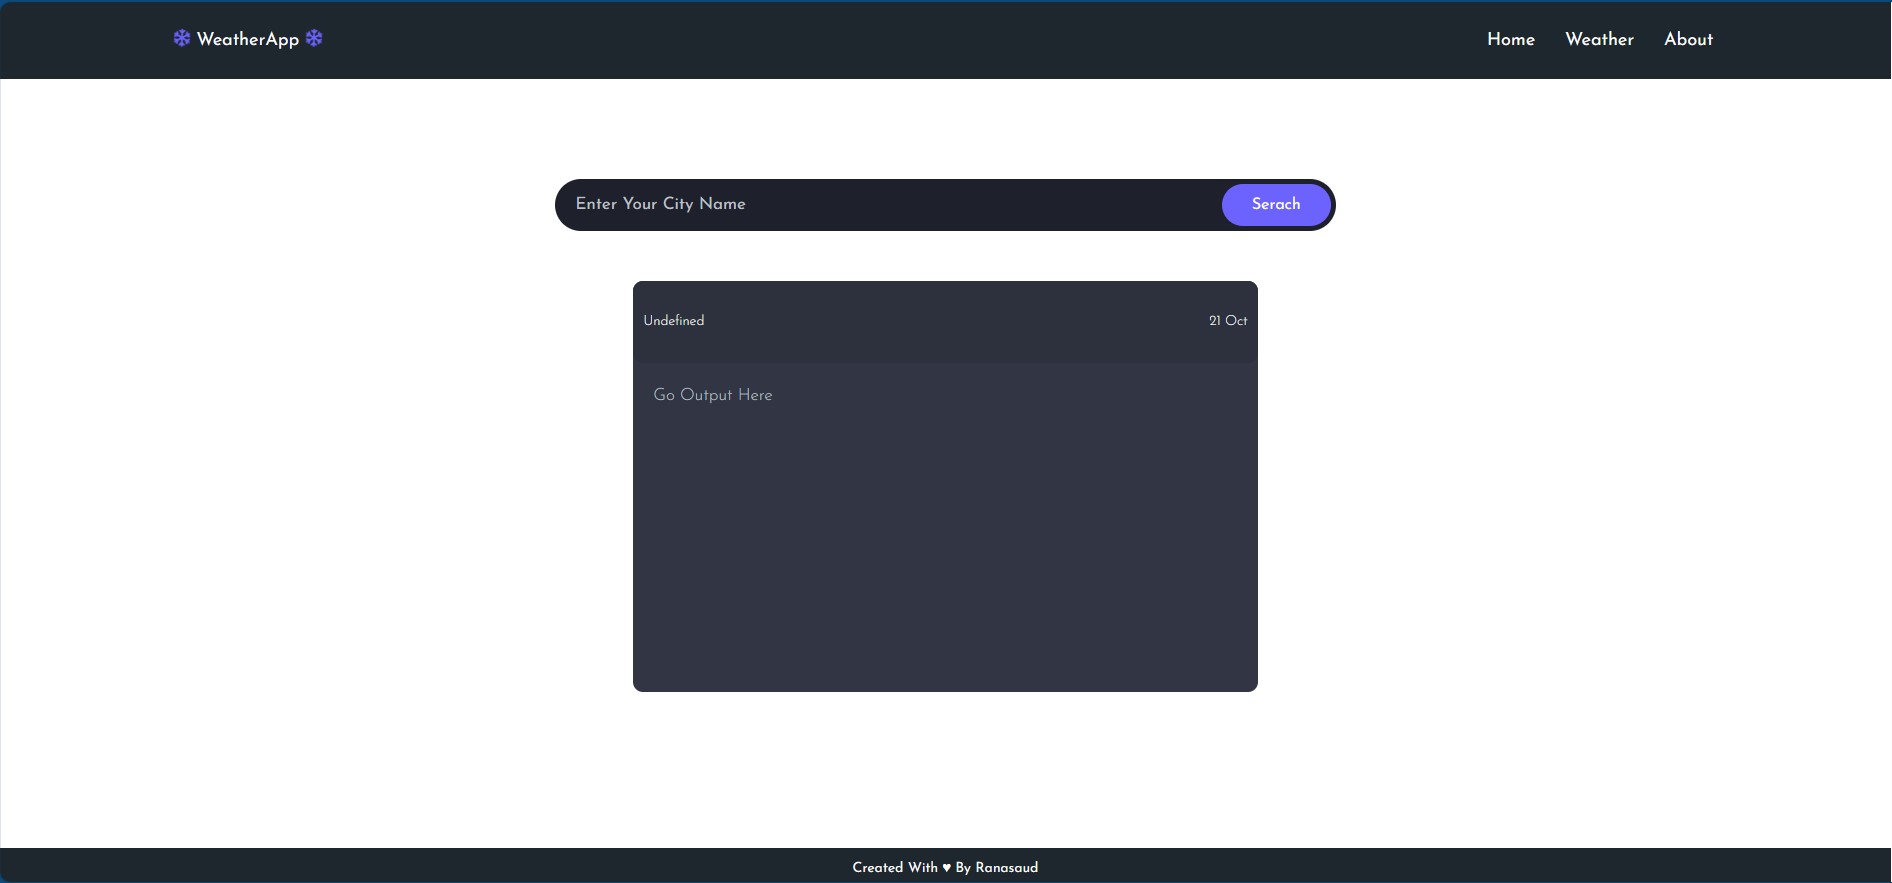 ❄ WeatherApp ❄
Home Weather About
Enter Your City Name
Serach
Undefined 21 Oct
Go Output Here
Created With ♥ By Ranasaud